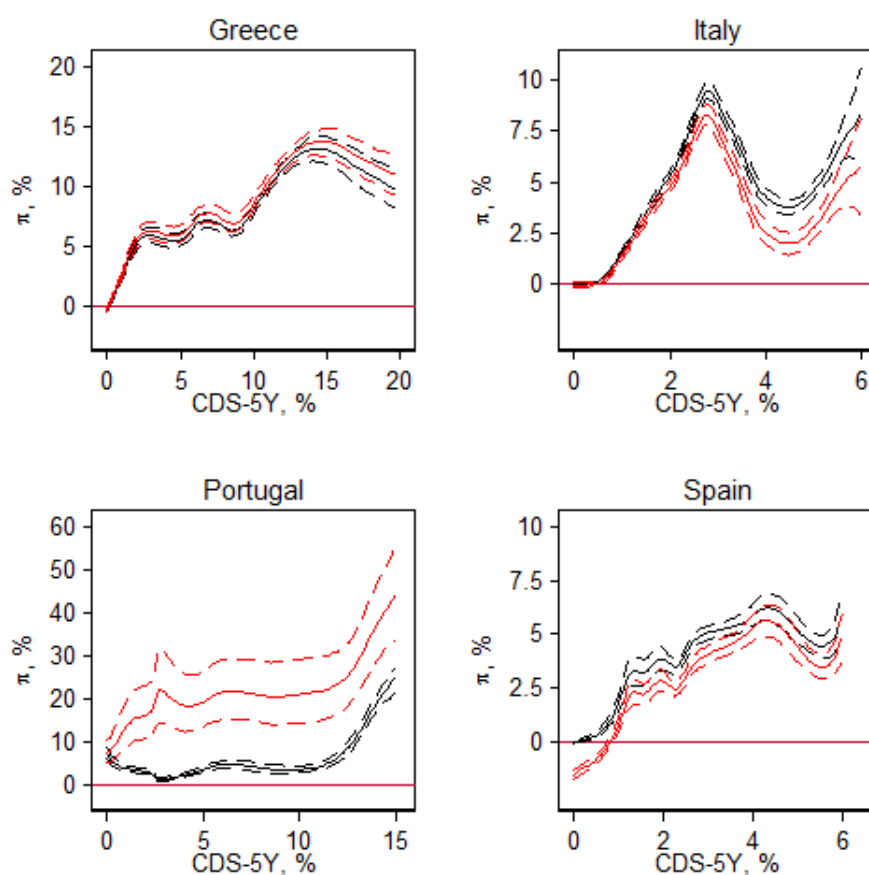 Greece
π, %
20
15
10
5
0
0 5 10 15 20
CDS-5Y, %
Italy
π, %
10
7.5
5
2.5
0
0 2 4 6
CDS-5Y, %
Portugal
π, %
60
50
40
30
20
10
0
0 5 10 15
CDS-5Y, %
Spain
π, %
10
7.5
5
2.5
0
0 2 4 6
CDS-5Y, %